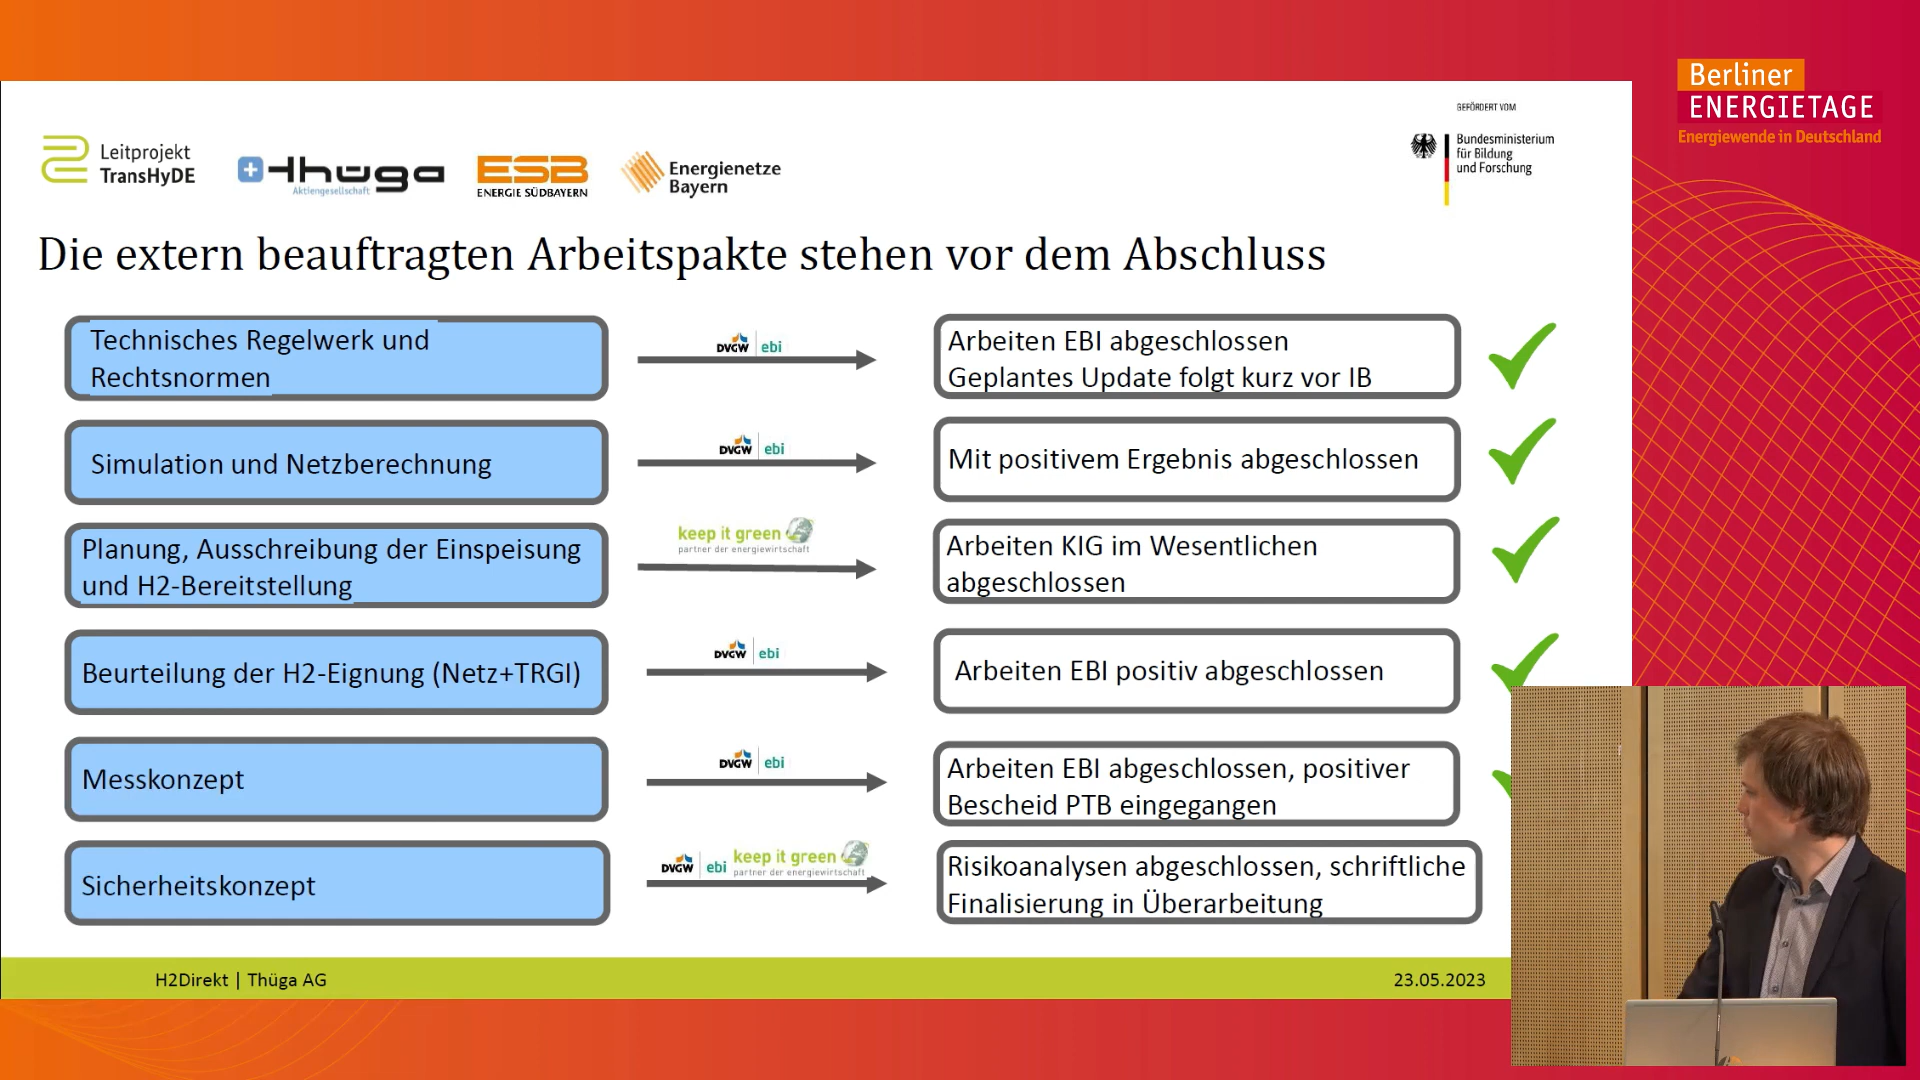 Berliner
ENERGIETAGE
Energiewende in Deutschland
GEFÖRDERT VOM
Bundesministerium
für Bildung
und Forschung
Leitprojekt
TransHyDE
thüga
Aktiengesellschaft
ESB
ENERGIE SÜDBAYERN
Energienetze
Bayern
Die extern beauftragten Arbeitspakte stehen vor dem Abschluss
Technisches Regelwerk und
Rechtsnormen
DVGW ebi
Arbeiten EBI abgeschlossen
Geplantes Update folgt kurz vor IB
Simulation und Netzberechnung
DVGW ebi
Mit positivem Ergebnis abgeschlossen
Planung, Ausschreibung der Einspeisung
und H2-Bereitstellung
keep it green
partner der energiewirtschaft
Arbeiten KIG im Wesentlichen
abgeschlossen
Beurteilung der H2-Eignung (Netz+TRGI)
DVGW ebi
Arbeiten EBI positiv abgeschlossen
Messkonzept
DVGW ebi
Arbeiten EBI abgeschlossen, positiver
Bescheid PTB eingegangen
Sicherheitskonzept
DVGW ebi keep it green
partner der energiewirtschaft
Risikoanalysen abgeschlossen, schriftliche
Finalisierung in Überarbeitung
H2Direkt | Thüga AG
23.05.2023